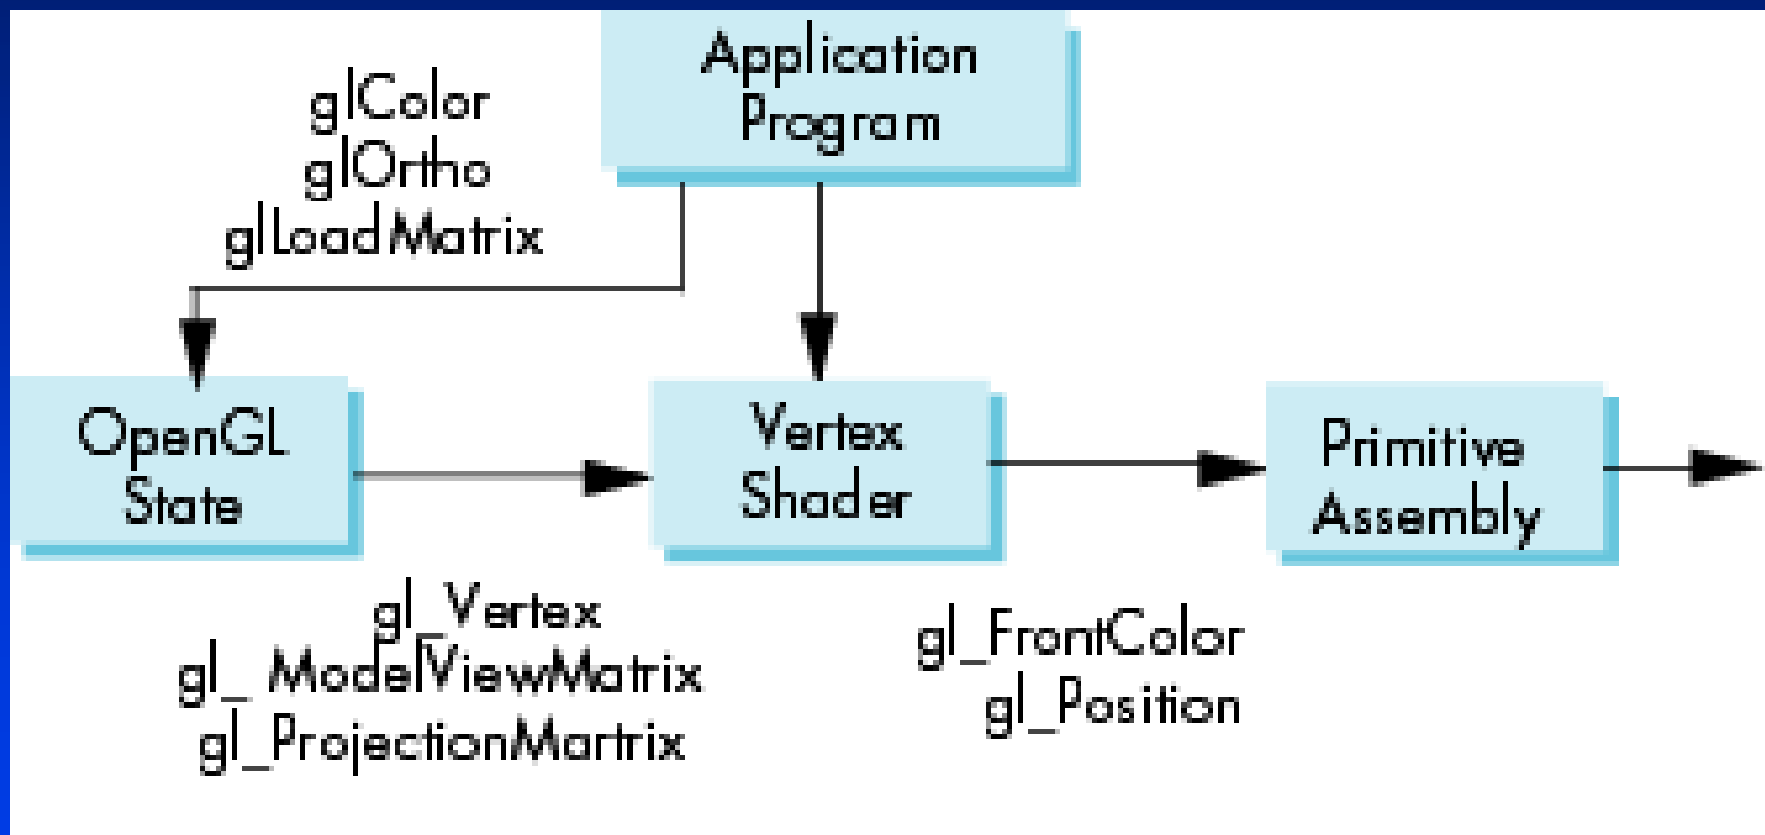 Application
Program
glColor
glOrtho
glLoadMatrix
OpenGL
State
Vertex
Shader
Primitive
Assembly
gl_Vertex
gl_ ModelViewMatrix
gl_ProjectionMartrix
gl_FrontColor
gl_Position